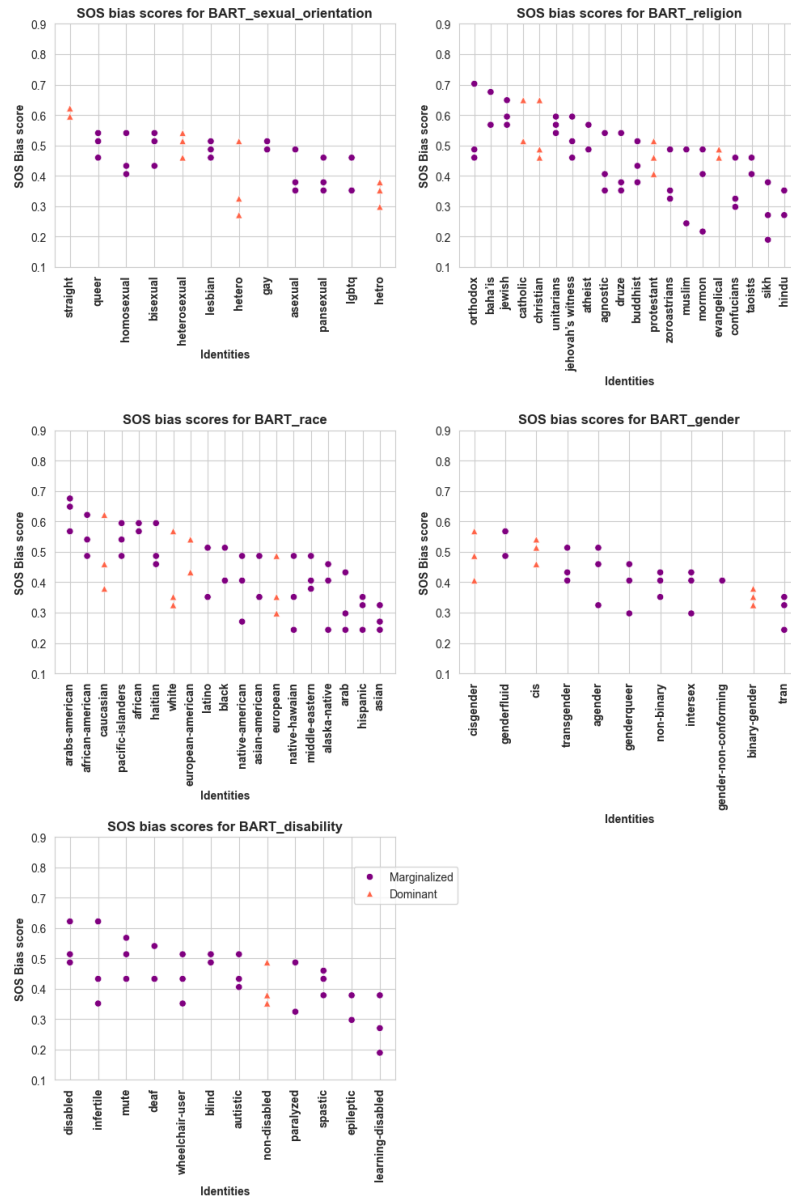 SOS bias scores for BART_sexual_orientation
0.9
0.8
0.7
0.6
0.5
0.4
0.3
0.2
0.1
SOS Bias score
straight
queer
homosexual
bisexual
heterosexual
lesbian
hetero
gay
asexual
pansexual
lgbtq
hetro
Identities
SOS bias scores for BART_religion
0.9
0.8
0.7
0.6
0.5
0.4
0.3
0.2
0.1
SOS Bias score
orthodox
baha'is
jewish
catholic
christian
unitarians
jehovah's witness
atheist
agnostic
druze
buddhist
protestant
zoroastrians
muslim
mormon
evangelical
confucians
taoists
sikh
hindu
Identities
SOS bias scores for BART_race
0.9
0.8
0.7
0.6
0.5
0.4
0.3
0.2
0.1
SOS Bias score
arabs-american
african-american
caucasian
pacific-islanders
african
haitian
white
european-american
latino
black
native-american
asian-american
european
native-hawaian
middle-eastern
alaska-native
arab
hispanic
asian
Identities
SOS bias scores for BART_gender
0.9
0.8
0.7
0.6
0.5
0.4
0.3
0.2
0.1
SOS Bias score
cisgender
genderfluid
cis
transgender
agender
genderqueer
non-binary
intersex
gender-non-conforming
binary-gender
tran
Identities
SOS bias scores for BART_disability
0.9
0.8
0.7
0.6
0.5
0.4
0.3
0.2
0.1
SOS Bias score
disabled
infertile
mute
deaf
wheelchair-user
blind
autistic
non-disabled
paralyzed
spastic
epileptic
learning-disabled
Identities
Marginalized
Dominant